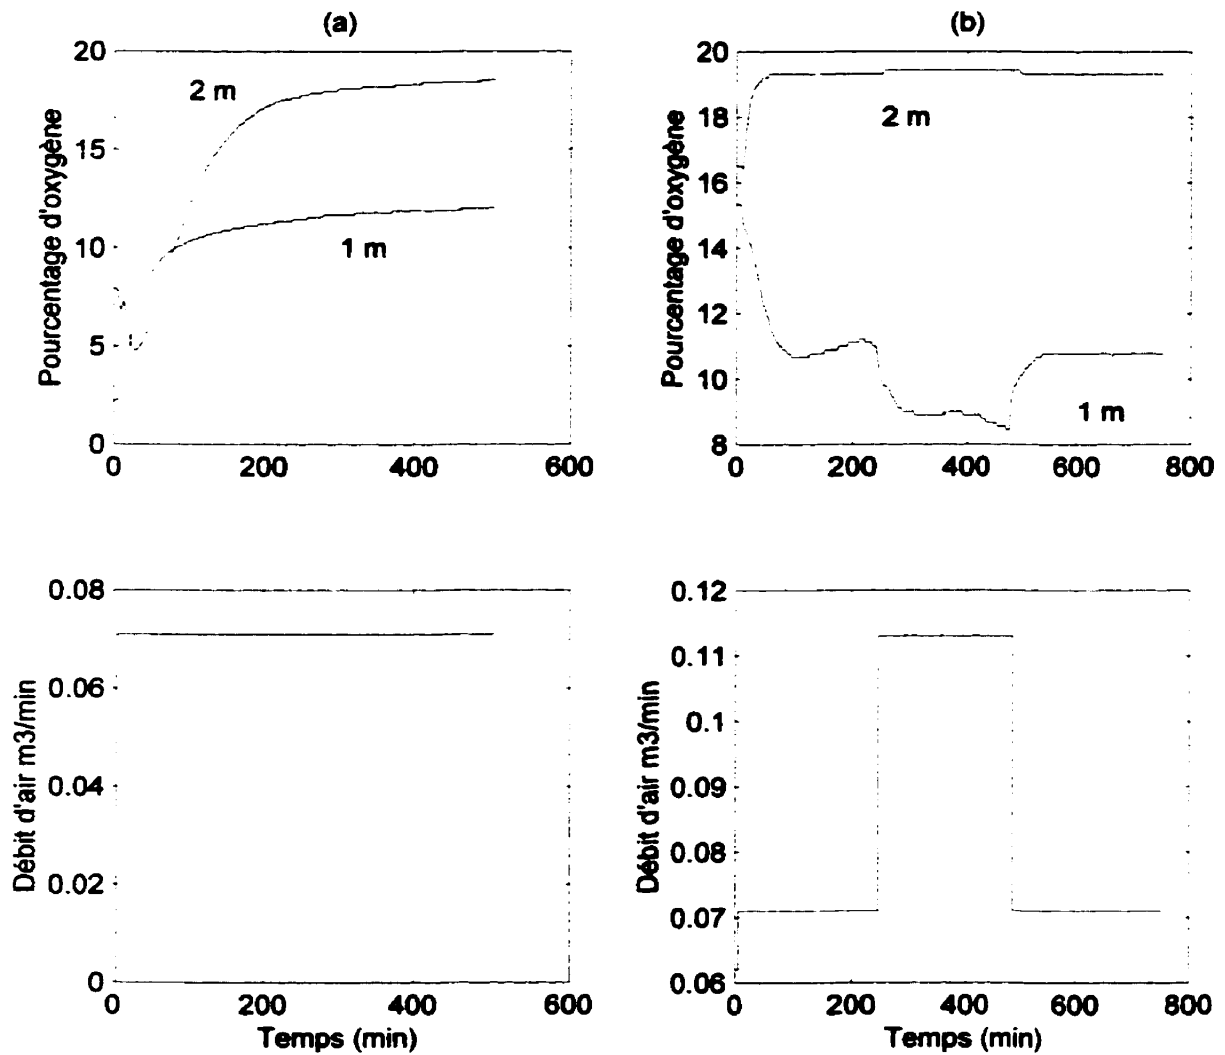 (a)
20
15
10
5
0
0 200 400 600
Pourcentage d'oxygène
2 m
1 m
(b)
20
18
16
14
12
10
8
0 200 400 600 800
Pourcentage d'oxygène
2 m
1 m
0.08
0.06
0.04
0.02
0
0 200 400 600
Débit d'air m3/min
Temps (min)
0.12
0.11
0.1
0.09
0.08
0.07
0.06
0 200 400 600 800
Débit d'air m3/min
Temps (min)